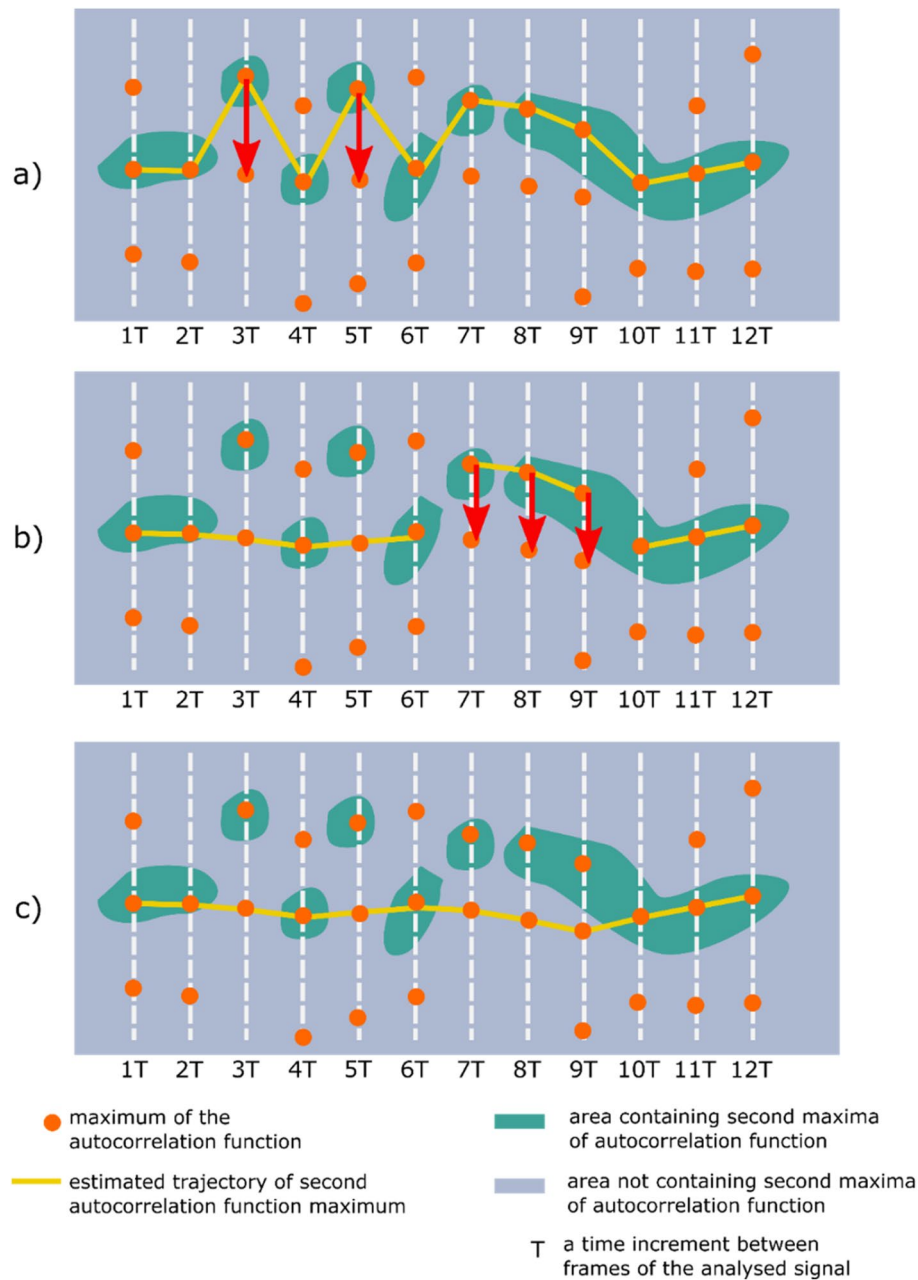 a)
1T 2T 3T 4T 5T 6T 7T 8T 9T 10T 11T 12T
b)
1T 2T 3T 4T 5T 6T 7T 8T 9T 10T 11T 12T
c)
1T 2T 3T 4T 5T 6T 7T 8T 9T 10T 11T 12T
maximum of the
autocorrelation function
estimated trajectory of second
autocorrelation function maximum
area containing second maxima
of autocorrelation function
area not containing second maxima
of autocorrelation function
T a time increment between
frames of the analysed signal